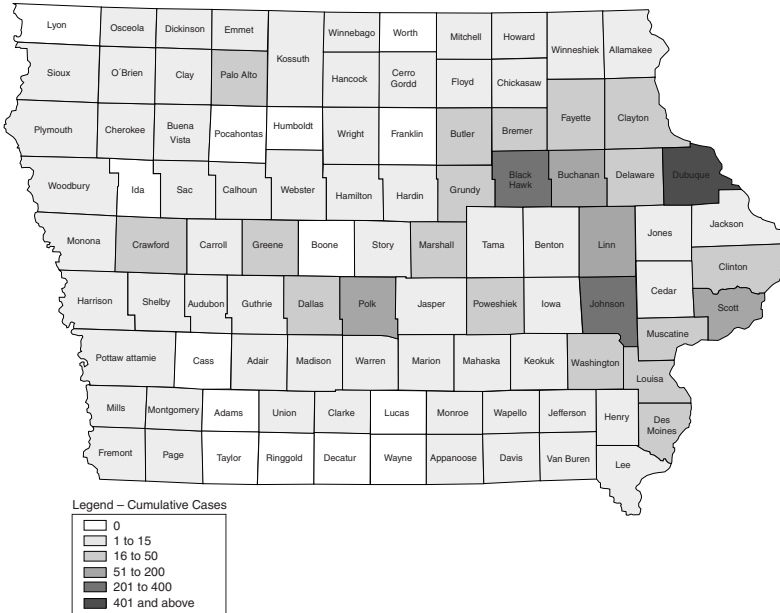 Lyon
Osceola
Dickinson
Emmet
Kossuth
Winnebago
Worth
Mitchell
Howard
Winneshiek
Allamakee
Sioux
O´Brien
Clay
Palo Alto
Hancock
Cerro
Gordd
Floyd
Chickasaw
Plymouth
Cherokee
Buena
Vista
Pocahontas
Humboldt
Wright
Franklin
Butler
Bremer
Fayette
Clayton
Woodbury
Ida
Sac
Calhoun
Webster
Hamilton
Hardin
Grundy
Black
Hawk
Buchanan
Delaware
Dubuque
Monona
Crawford
Carroll
Greene
Boone
Story
Marshall
Tama
Benton
Linn
Jones
Jackson
Clinton
Harrison
Shelby
Audubon
Guthrie
Dallas
Polk
Jasper
Poweshiek
Iowa
Johnson
Cedar
Scott
Muscatine
Pottaw attamie
Cass
Adair
Madison
Warren
Marion
Mahaska
Keokuk
Washington
Louisa
Mills
Montgomery
Adams
Union
Clarke
Lucas
Monroe
Wapello
Jefferson
Henry
Des
Moines
Fremont
Page
Taylor
Ringgold
Decatur
Wayne
Appanoose
Davis
Van Buren
Lee
Legend – Cumulative Cases
0
1 to 15
16 to 50
51 to 200
201 to 400
401 and above